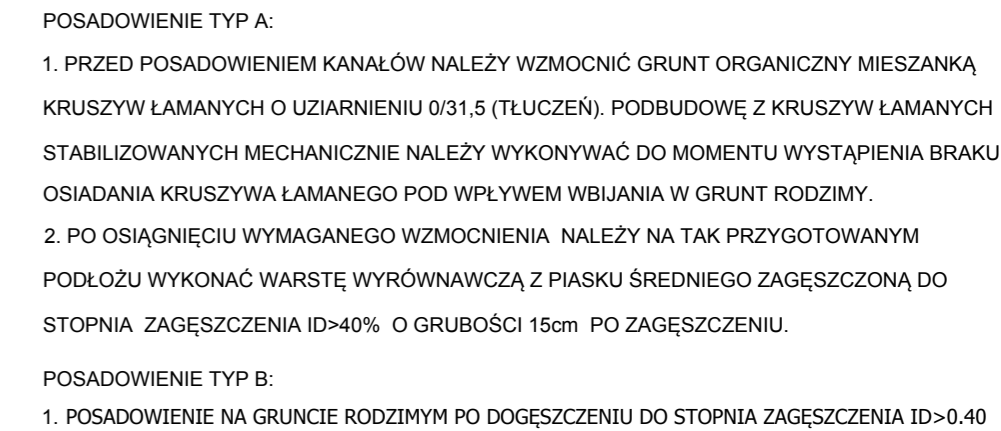 POSADOWIENIE TYP A:
1. PRZED POSADOWIENIEM KANAŁÓW NALEŻY WZMOCNIĆ GRUNT ORGANICZNY MIESZANKĄ
KRUSZYW ŁAMANYCH O UZIARNIENIU 0/31,5 (TŁUCZEŃ). PODBUDOWĘ Z KRUSZYW ŁAMANYCH
STABILIZOWANYCH MECHANICZNIE NALEŻY WYKONYWAĆ DO MOMENTU WYSTĄPIENIA BRAKU
OSIADANIA KRUSZYWA ŁAMANEGO POD WPŁYWEM WBIJANIA W GRUNT RODZIMY.
2. PO OSIĄGNIĘCIU WYMAGANEGO WZMOCNIENIA NALEŻY NA TAK PRZYGOTOWANYM
PODŁOŻU WYKONAĆ WARSTĘ WYRÓWNAWCZĄ Z PIASKU ŚREDNIEGO ZAGĘSZCZONĄ DO
STOPNIA ZAGĘSZCZENIA ID>40% O GRUBOŚCI 15cm PO ZAGĘSZCZENIU.
POSADOWIENIE TYP B:
1. POSADOWIENIE NA GRUNCIE RODZIMYM PO DOGĘSZCZENIU DO STOPNIA ZAGĘSZCZENIA ID>0.40